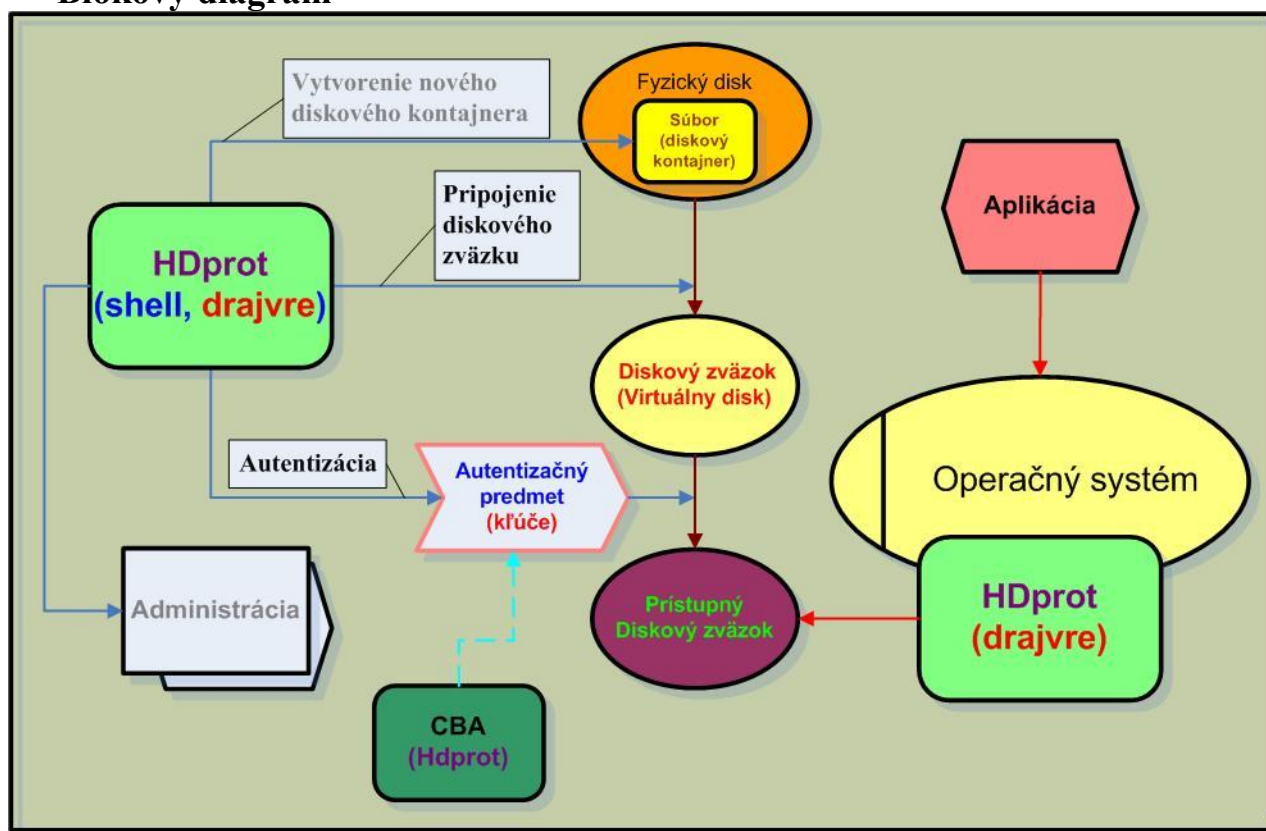 Blokový diagram
Vytvorenie nového
diskového kontajnera
Fyzický disk
Súbor
(diskový
kontajner)
Pripojenie
diskového
zväzku
Aplikácia
HDprot
(shell, drajvre)
Diskový zväzok
(Virtuálny disk)
Autentizácia
Autentizačný
predmet
(kľúče)
Operačný systém
Administrácia
Prístupný
Diskový zväzok
HDprot
(drajvre)
CBA
(Hdprot)